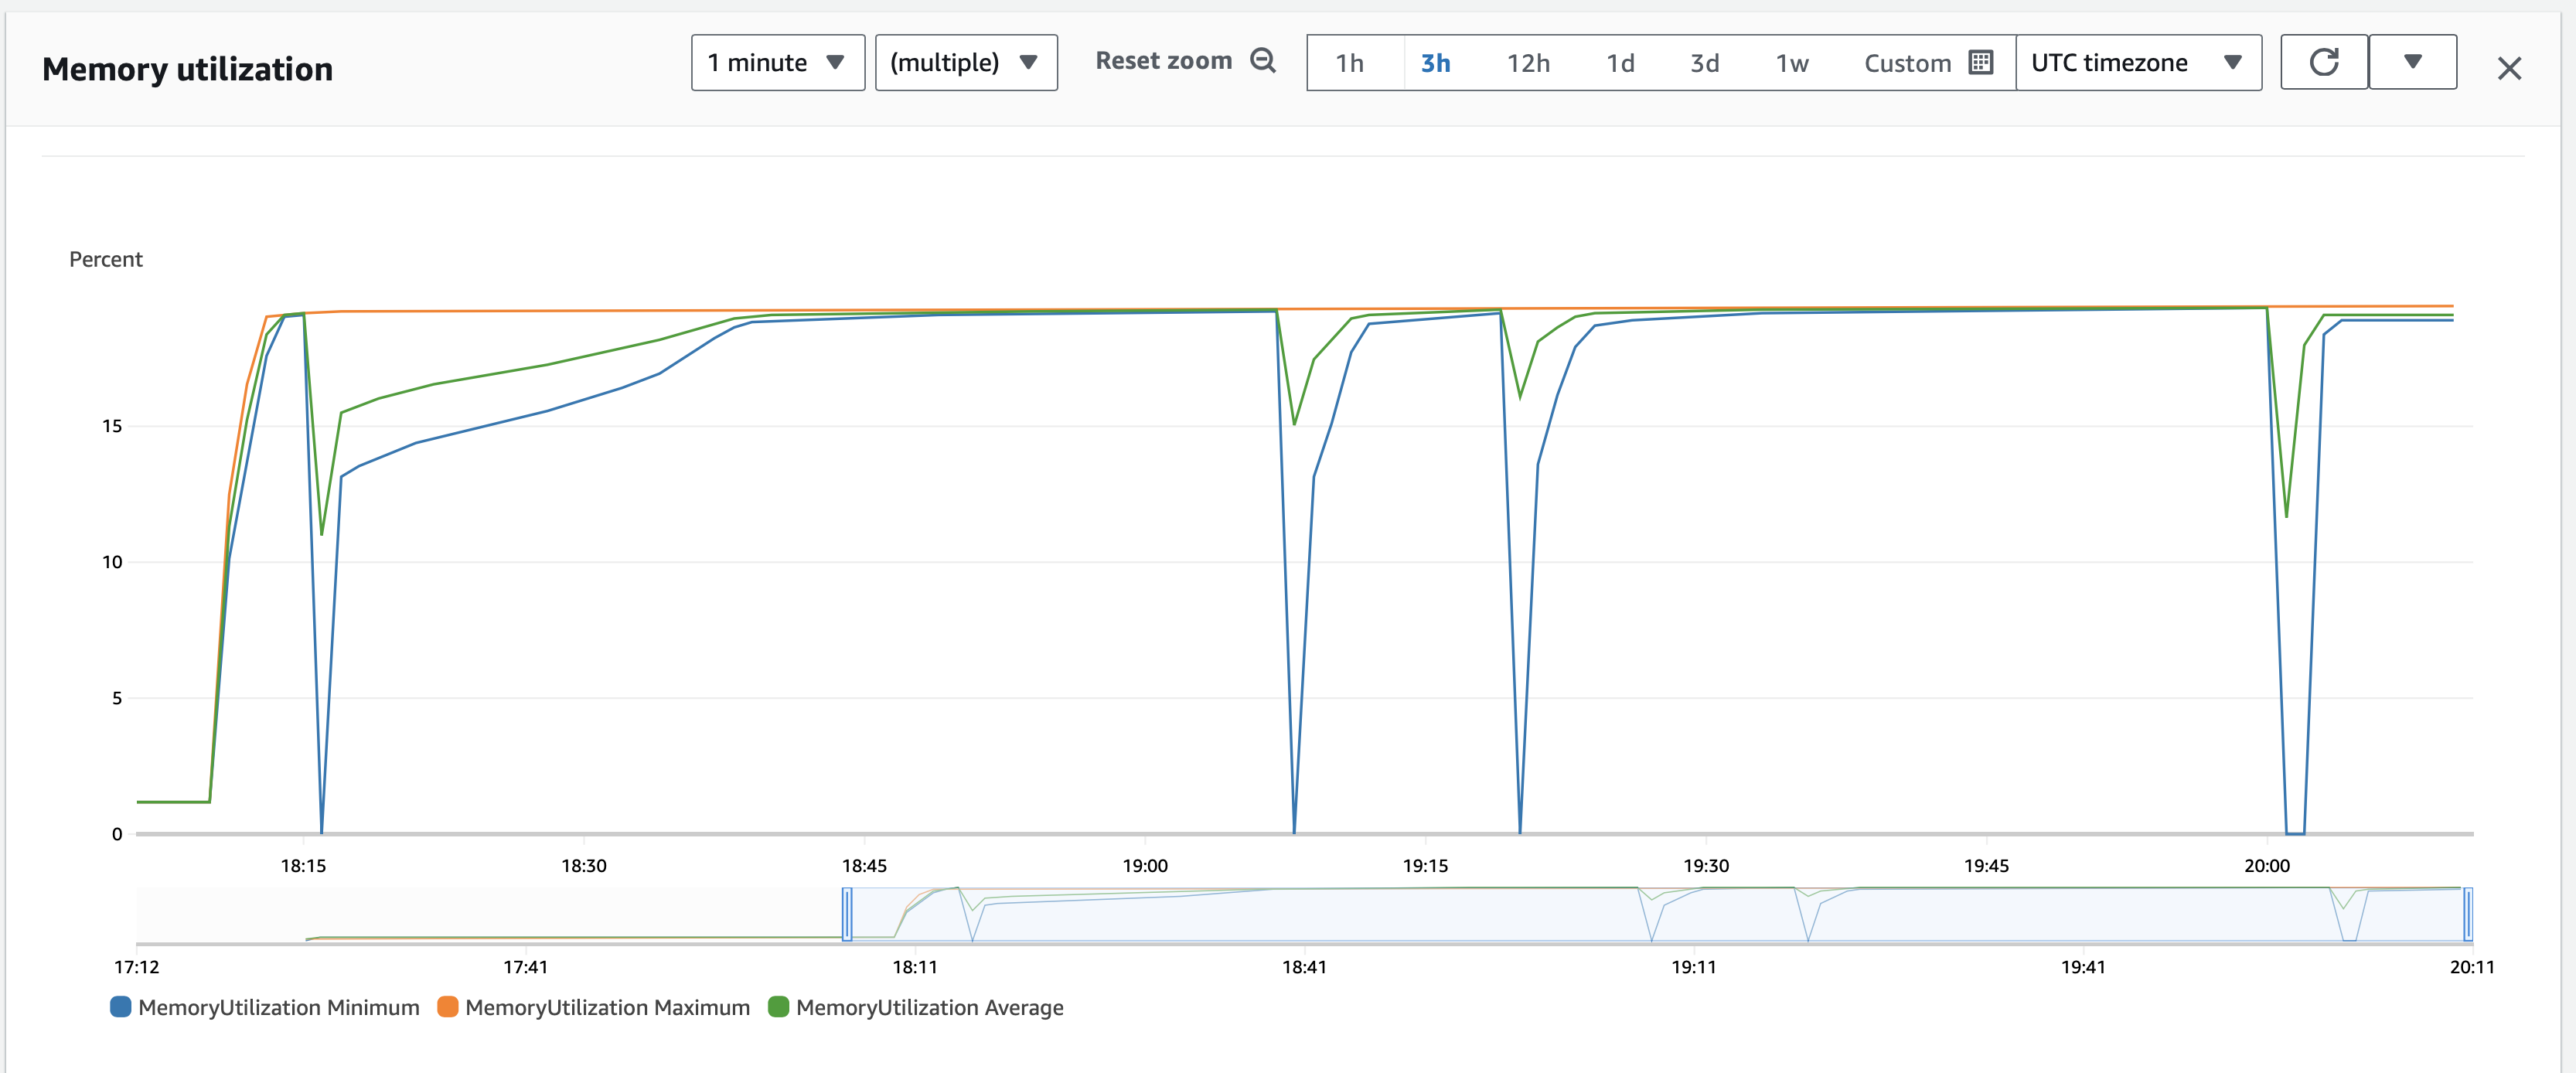 Memory utilization 1 minute (multiple) Reset zoom 1h 3h 12h 1d 3d 1w Custom UTC timezone
Percent
15
10
5
0
18:15 18:30 18:45 19:00 19:15 19:30 19:45 20:00
17:12 17:41 18:11 18:41 19:11 19:41 20:11
MemoryUtilization Minimum MemoryUtilization Maximum MemoryUtilization Average